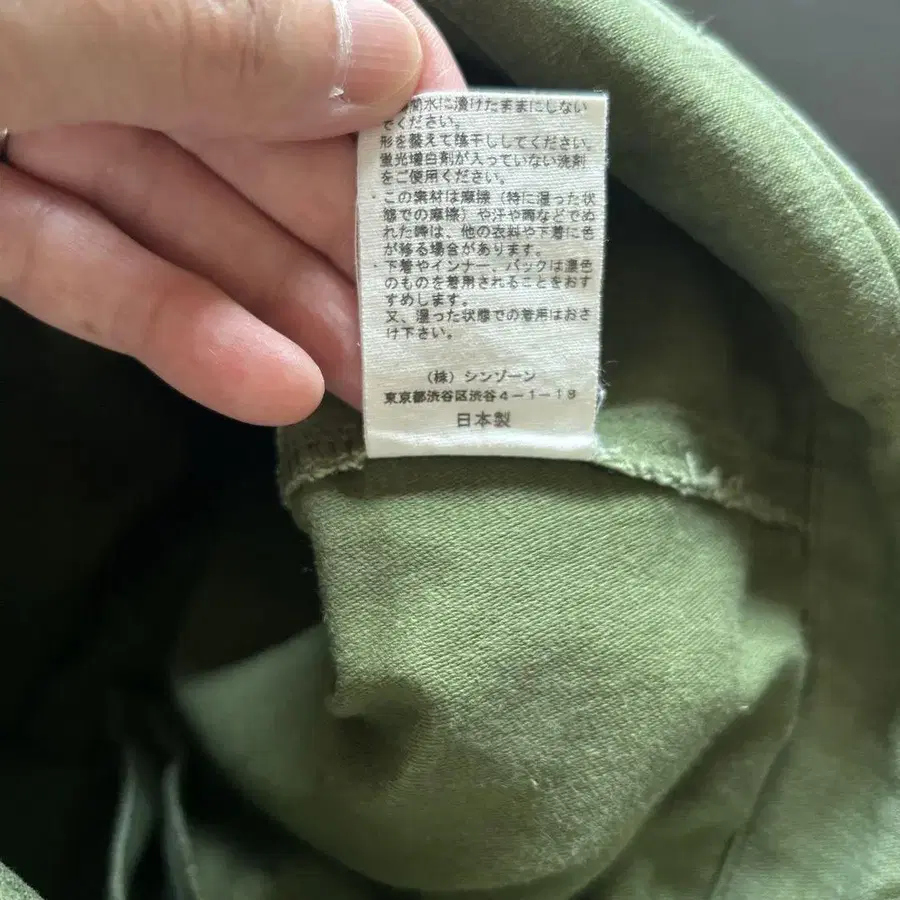 間水に漬けたままにしない
でください。
形を整えて陰干ししてください。
蛍光増白剤が入っていない洗剤
をご使用ください。
・この素材は摩擦（特に湿った状
態での摩擦）や汗や雨などでぬ
れた時は、他の衣料や下着に色
が移る場合があります。
・下着やインナー、バックは濃色
のものを着用されることをおす
すめします。
又、湿った状態での着用はおさ
け下さい。
（株）シンゾーン
東京都渋谷区渋谷4－1－18
日本製